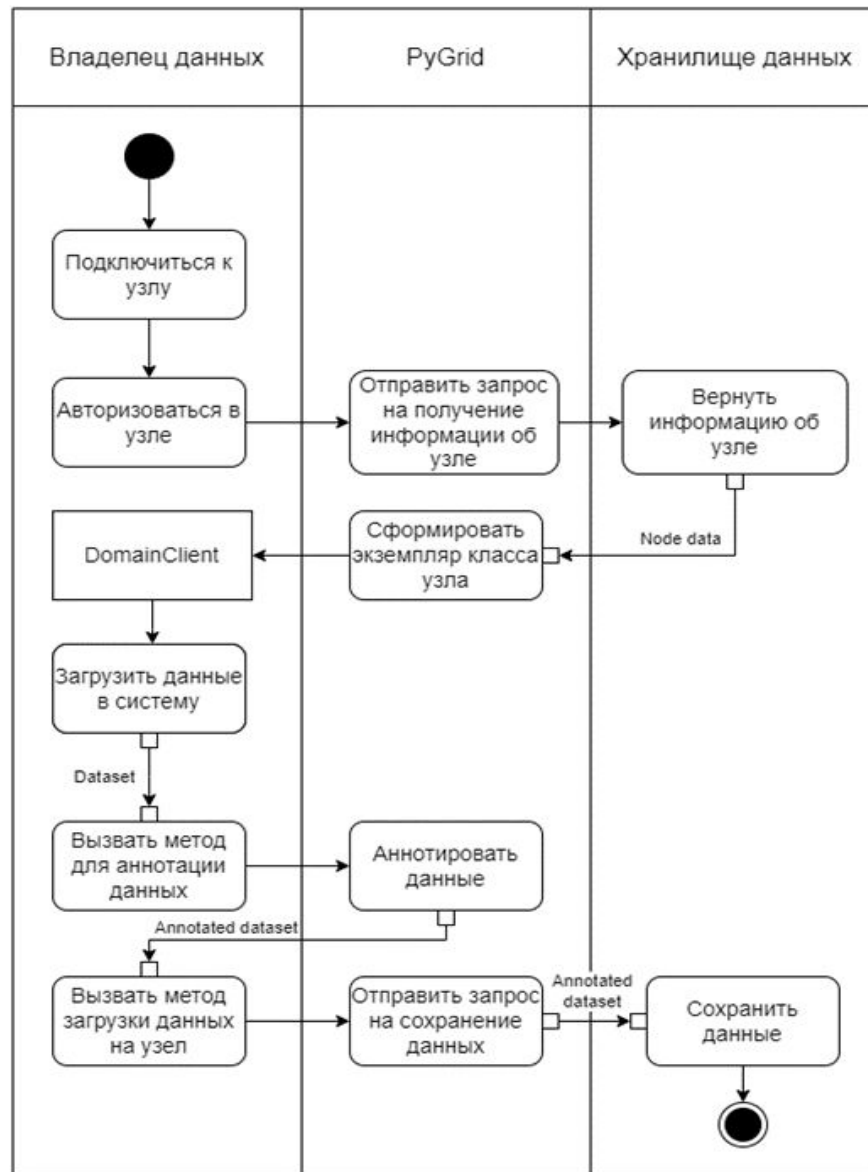 Владелец данных
PyGrid
Хранилище данных
Подключиться к
узлу
Авторизоваться в
узле
Отправить запрос
на получение
информации об
узле
Вернуть
информацию об
узле
Node data
Сформировать
экземпляр класса
узла
DomainClient
Загрузить данные
в систему
Dataset
Вызвать метод
для аннотации
данных
Аннотировать
данные
Annotated dataset
Вызвать метод
загрузки данных
на узел
Отправить запрос
на сохранение
данных
Annotated
dataset
Сохранить
данные